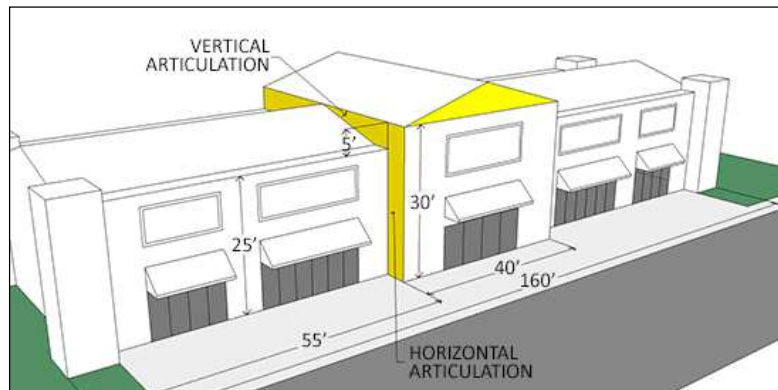 VERTICAL
ARTICULATION
5’
30’
25’
40’
160’
55’
HORIZONTAL
ARTICULATION